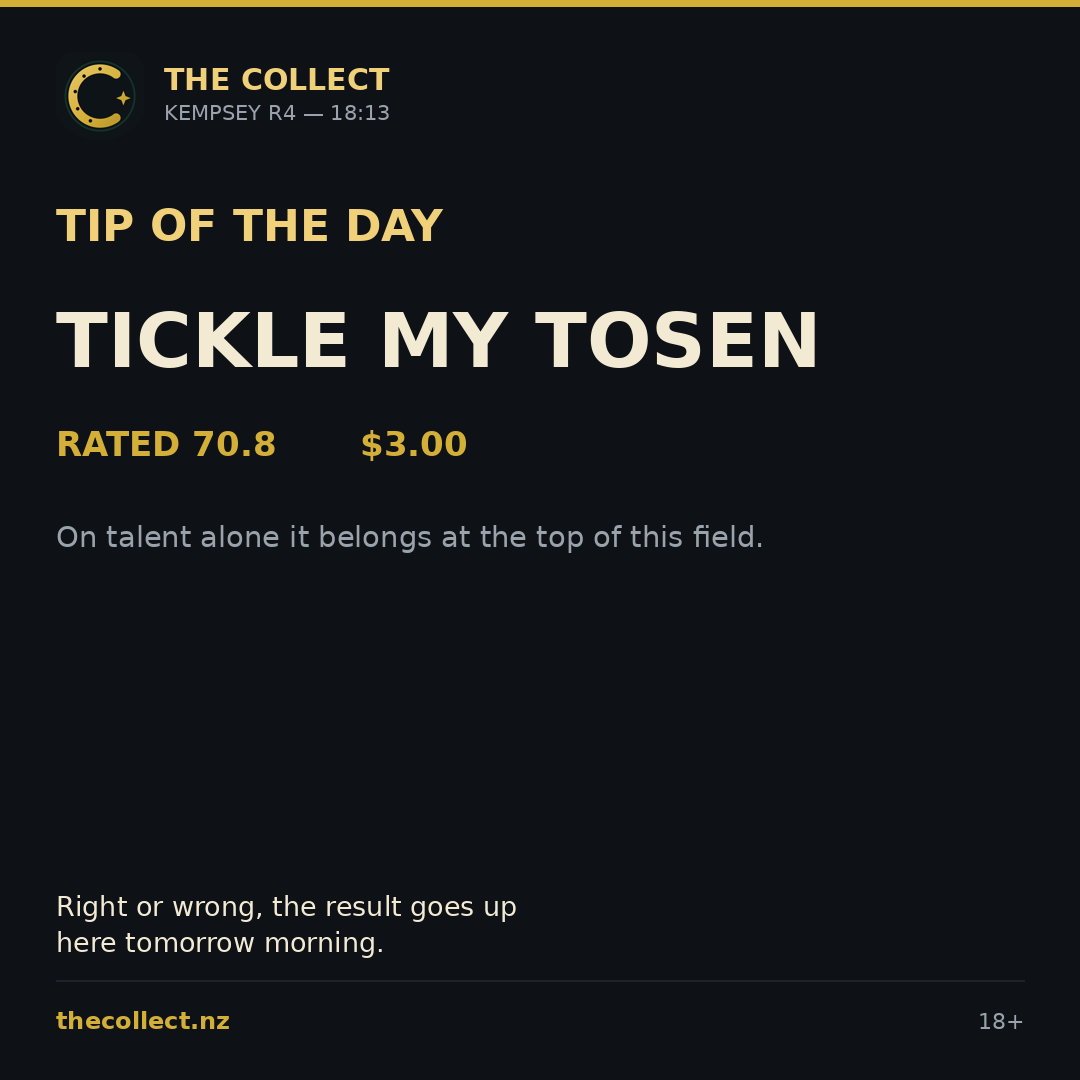 THE COLLECT
KEMPSEY R4 — 18:13
TIP OF THE DAY
TICKLE MY TOSEN
RATED 70.8 $3.00
On talent alone it belongs at the top of this field.
Right or wrong, the result goes up
here tomorrow morning.
thecollect.nz 18+